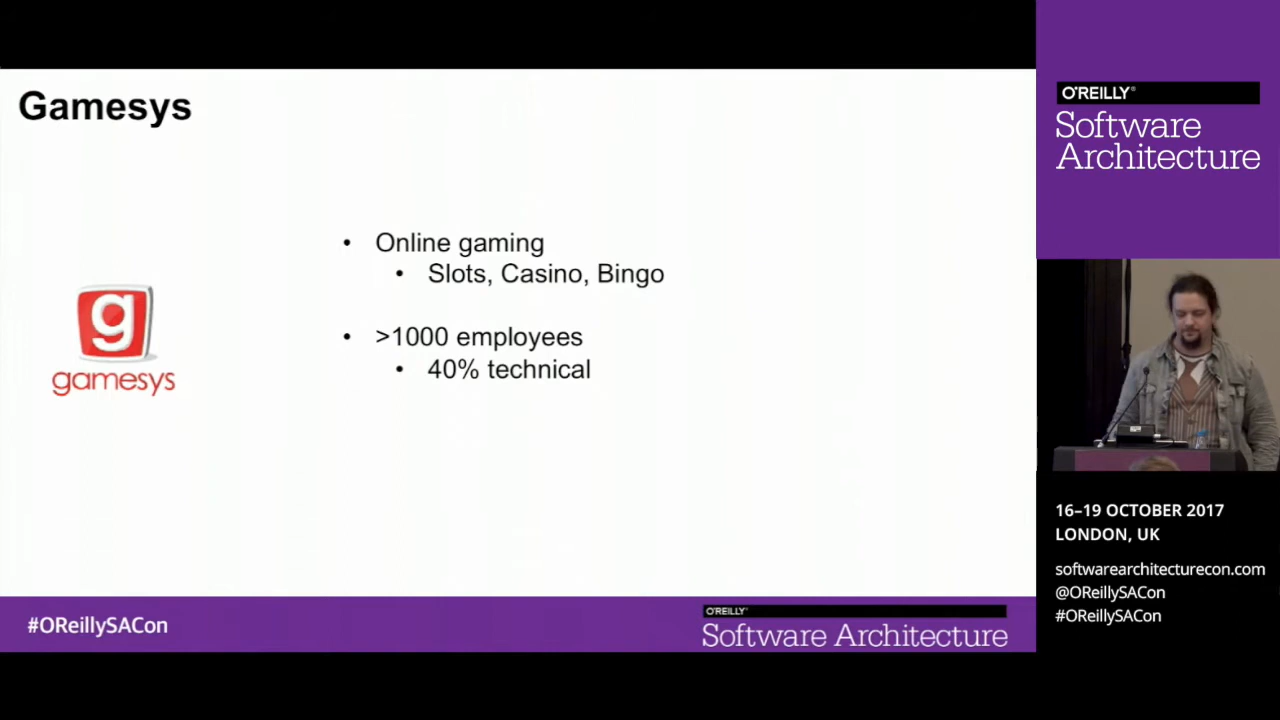 Gamesys
• Online gaming
• Slots, Casino, Bingo
• >1000 employees
• 40% technical
g
gamesys
#OReillySACon
O'REILLY®
Software Architecture
O'REILLY®
Software
Architecture
16–19 OCTOBER 2017
LONDON, UK
softwarearchitecturecon.com
@OReillySACon
#OReillySACon